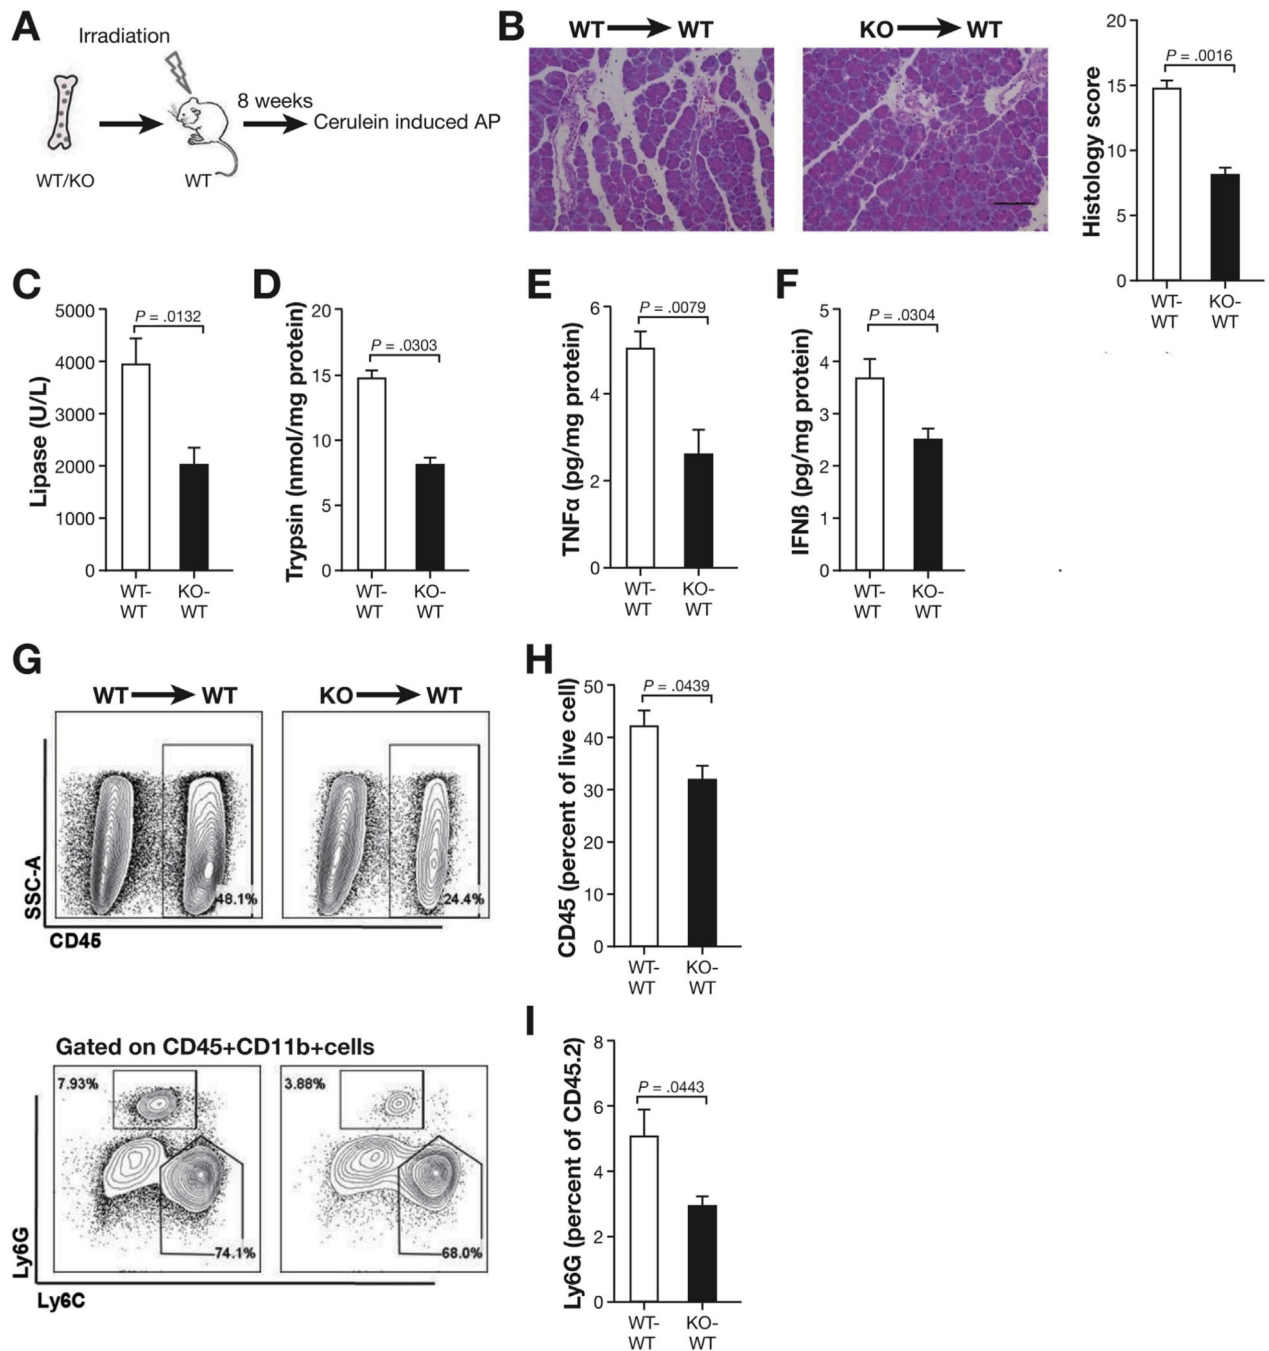 A
Irradiation
8 weeks
Cerulein induced AP
WT/KO
WT
B
WT WT
KO WT
Histology score
20
15
10
5
0
P = .0016
WT-
WT
KO-
WT
C
Lipase (U/L)
5000
4000
3000
2000
1000
0
P = .0132
WT-
WT
KO-
WT
D
Trypsin (nmol/mg protein)
20
15
10
5
0
P = .0303
WT-
WT
KO-
WT
E
TNFα (pg/mg protein)
6
4
2
0
P = .0079
WT-
WT
KO-
WT
F
IFNß (pg/mg protein)
5
4
3
2
1
0
P = .0304
WT-
WT
KO-
WT
G
WT WT
KO WT
SSC-A
48.1%
24.4%
CD45
Gated on CD45+CD11b+cells
7.93%
3.88%
74.1%
68.0%
Ly6G
Ly6C
H
CD45 (percent of live cell)
50
40
30
20
10
0
P = .0439
WT-
WT
KO-
WT
I
Ly6G (percent of CD45.2)
8
6
4
2
0
P = .0443
WT-
WT
KO-
WT